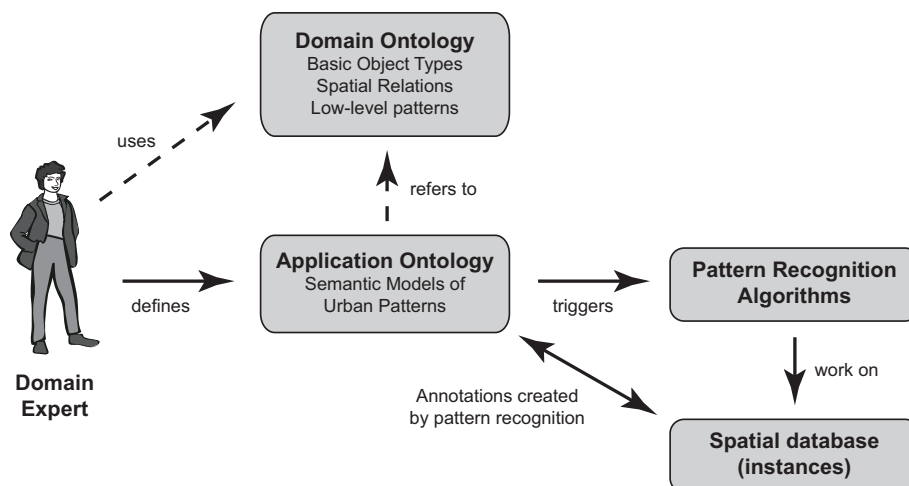 Domain Ontology
Basic Object Types
Spatial Relations
Low-level patterns
uses
refers to
Application Ontology
Semantic Models of
Urban Patterns
defines
triggers
Pattern Recognition
Algorithms
Domain
Expert
Annotations created
by pattern recognition
work on
Spatial database
(instances)